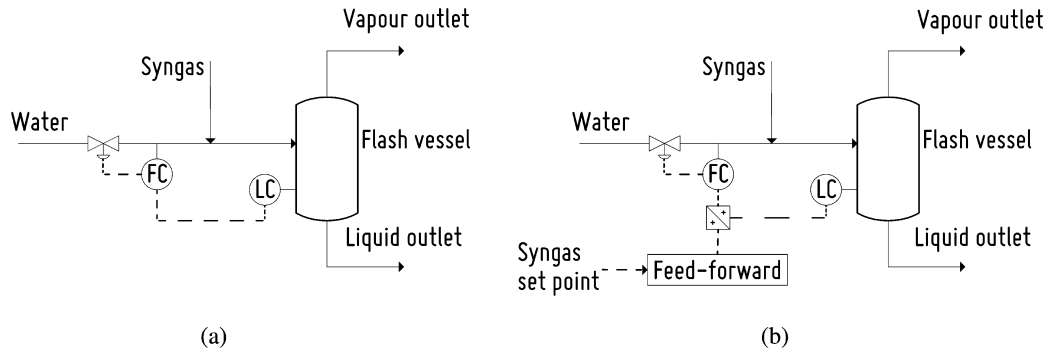 Vapour outlet
Syngas
Water
Flash vessel
FC
LC
Liquid outlet
(a)
Vapour outlet
Syngas
Water
Flash vessel
FC
LC
+
+
Liquid outlet
Syngas
set point
Feed-forward
(b)